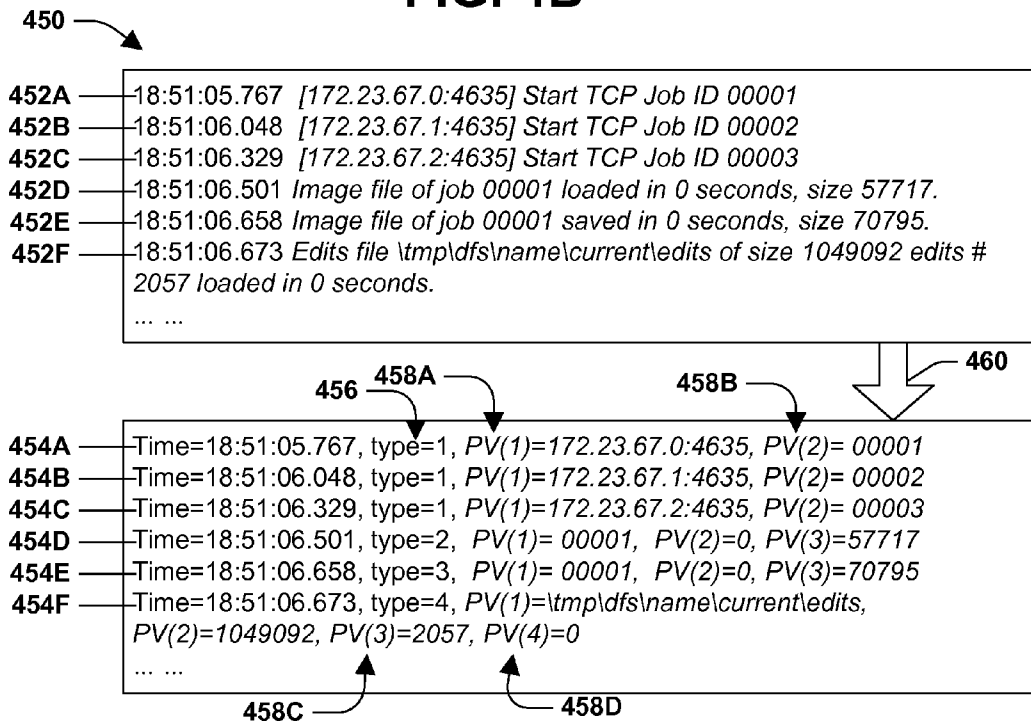 FIG. 4B
450
452A 18:51:05.767 [172.23.67.0:4635] Start TCP Job ID 00001
452B 18:51:06.048 [172.23.67.1:4635] Start TCP Job ID 00002
452C 18:51:06.329 [172.23.67.2:4635] Start TCP Job ID 00003
452D 18:51:06.501 Image file of job 00001 loaded in 0 seconds, size 57717.
452E 18:51:06.658 Image file of job 00001 saved in 0 seconds, size 70795.
452F 18:51:06.673 Edits file \tmp\dfs\name\current\edits of size 1049092 edits #
2057 loaded in 0 seconds.
... ...
460
456 458A 458B
454A Time=18:51:05.767, type=1, PV(1)=172.23.67.0:4635, PV(2)= 00001
454B Time=18:51:06.048, type=1, PV(1)=172.23.67.1:4635, PV(2)= 00002
454C Time=18:51:06.329, type=1, PV(1)=172.23.67.2:4635, PV(2)= 00003
454D Time=18:51:06.501, type=2, PV(1)= 00001, PV(2)=0, PV(3)=57717
454E Time=18:51:06.658, type=3, PV(1)= 00001, PV(2)=0, PV(3)=70795
454F Time=18:51:06.673, type=4, PV(1)=\tmp\dfs\name\current\edits,
PV(2)=1049092, PV(3)=2057, PV(4)=0
... ...
458C 458D